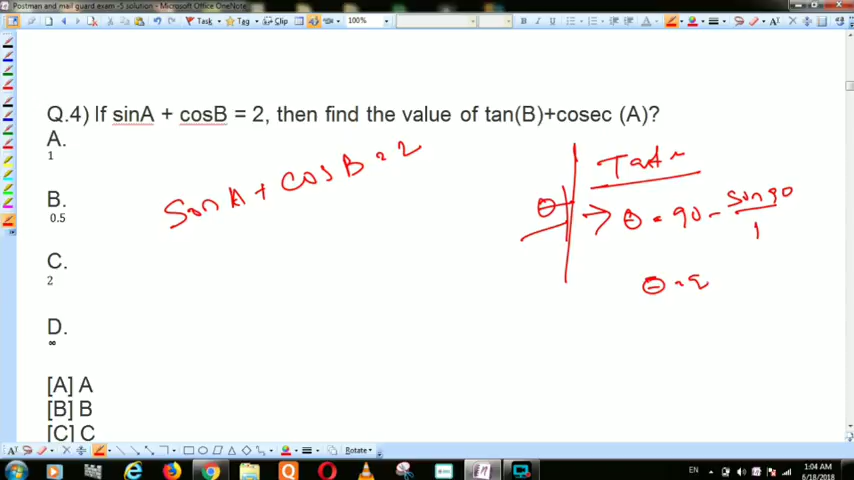 Postman and mail guard exam -5 solution - Microsoft Office OneNote
Task
Tag
Clip
100%
B I U
Q.4) If sinA + cosB = 2, then find the value of tan(B)+cosec (A)?
A.
1
B.
0.5
C.
2
D.
∞
[A] A
[B] B
[C] C
sin A + cos B = 2
θ
θ = 90 - sin 90
1
θ = 9
Rotate
EN
1:04 AM
6/18/2018